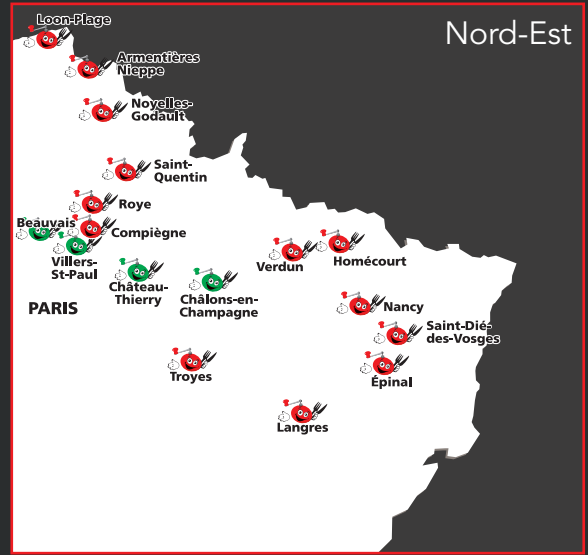 Nord-Est
Loon-Plage
Armentières
Nieppe
Noyelles-
Godault
Saint-
Quentin
Roye
Beauvais
Compiègne
Villers-
St-Paul
Verdun
Homécourt
Château-
Thierry
Châlons-en-
Champagne
PARIS
Nancy
Saint-Dié-
des-Vosges
Troyes
Épinal
Langres